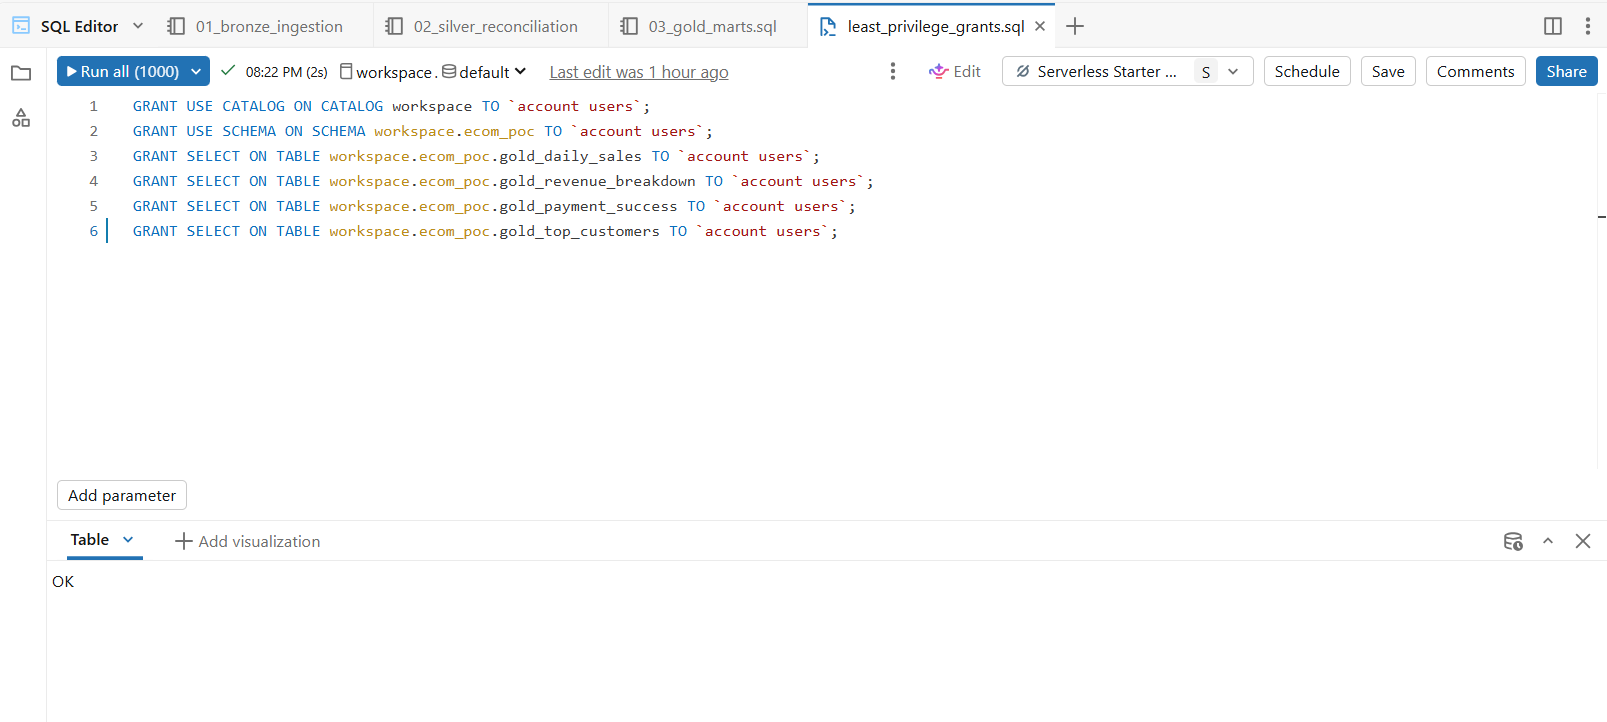 SQL Editor 01_bronze_ingestion 02_silver_reconciliation 03_gold_marts.sql least_privilege_grants.sql
Run all (1000) 08:22 PM (2s) workspace. default Last edit was 1 hour ago Edit Serverless Starter ... S Schedule Save Comments Share
1 GRANT USE CATALOG ON CATALOG workspace TO `account users`;
2 GRANT USE SCHEMA ON SCHEMA workspace.ecom_poc TO `account users`;
3 GRANT SELECT ON TABLE workspace.ecom_poc.gold_daily_sales TO `account users`;
4 GRANT SELECT ON TABLE workspace.ecom_poc.gold_revenue_breakdown TO `account users`;
5 GRANT SELECT ON TABLE workspace.ecom_poc.gold_payment_success TO `account users`;
6 GRANT SELECT ON TABLE workspace.ecom_poc.gold_top_customers TO `account users`;
Add parameter
Table Add visualization
OK